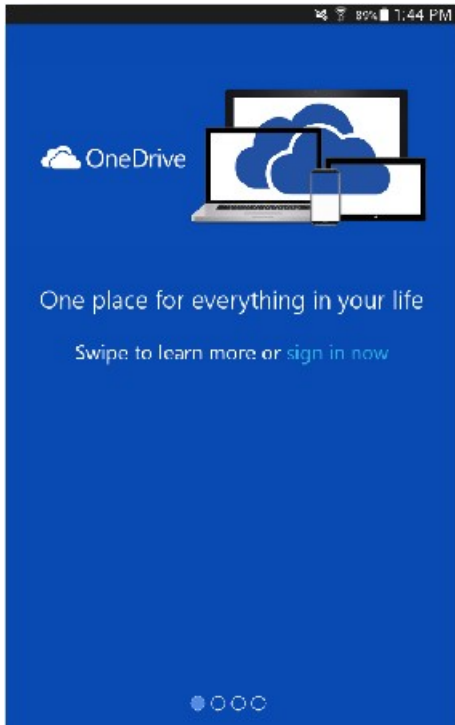 89% 1:44 PM
OneDrive
One place for everything in your life
Swipe to learn more or sign in now